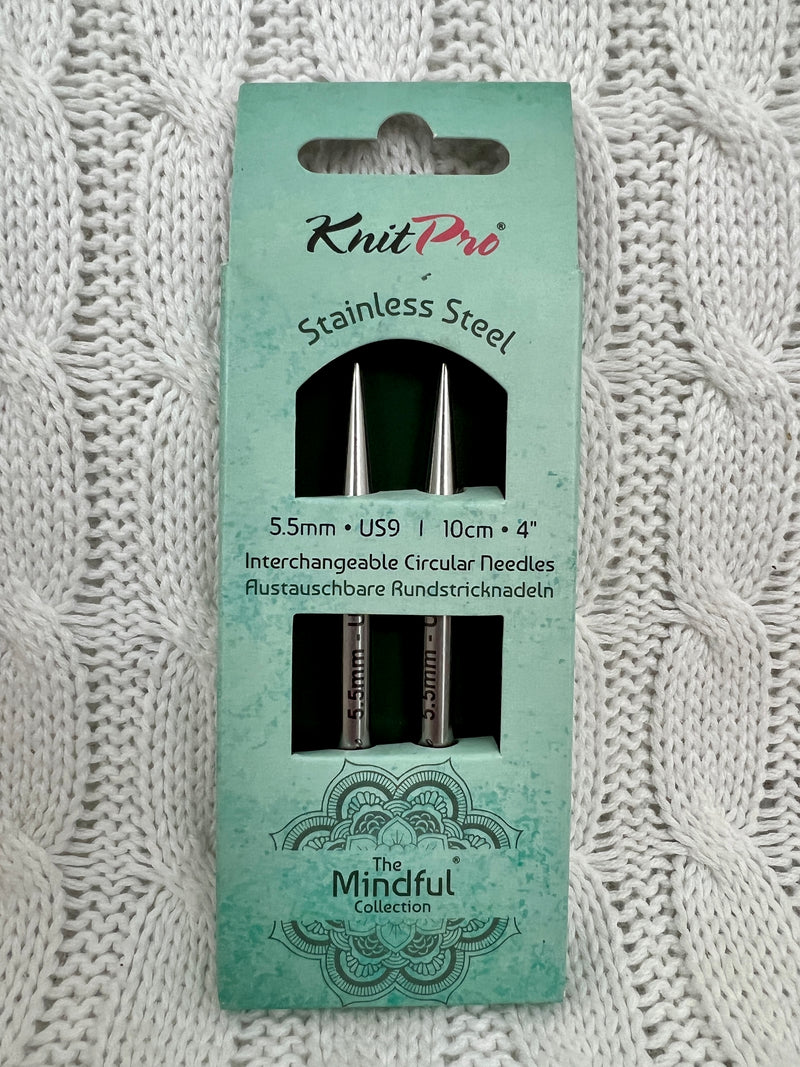 KnitPro®
Stainless Steel
5.5mm • US9 | 10cm • 4"
Interchangeable Circular Needles
Austauschbare Rundstricknadeln
5.5mm - U
5.5mm - U
The
Mindful®
Collection